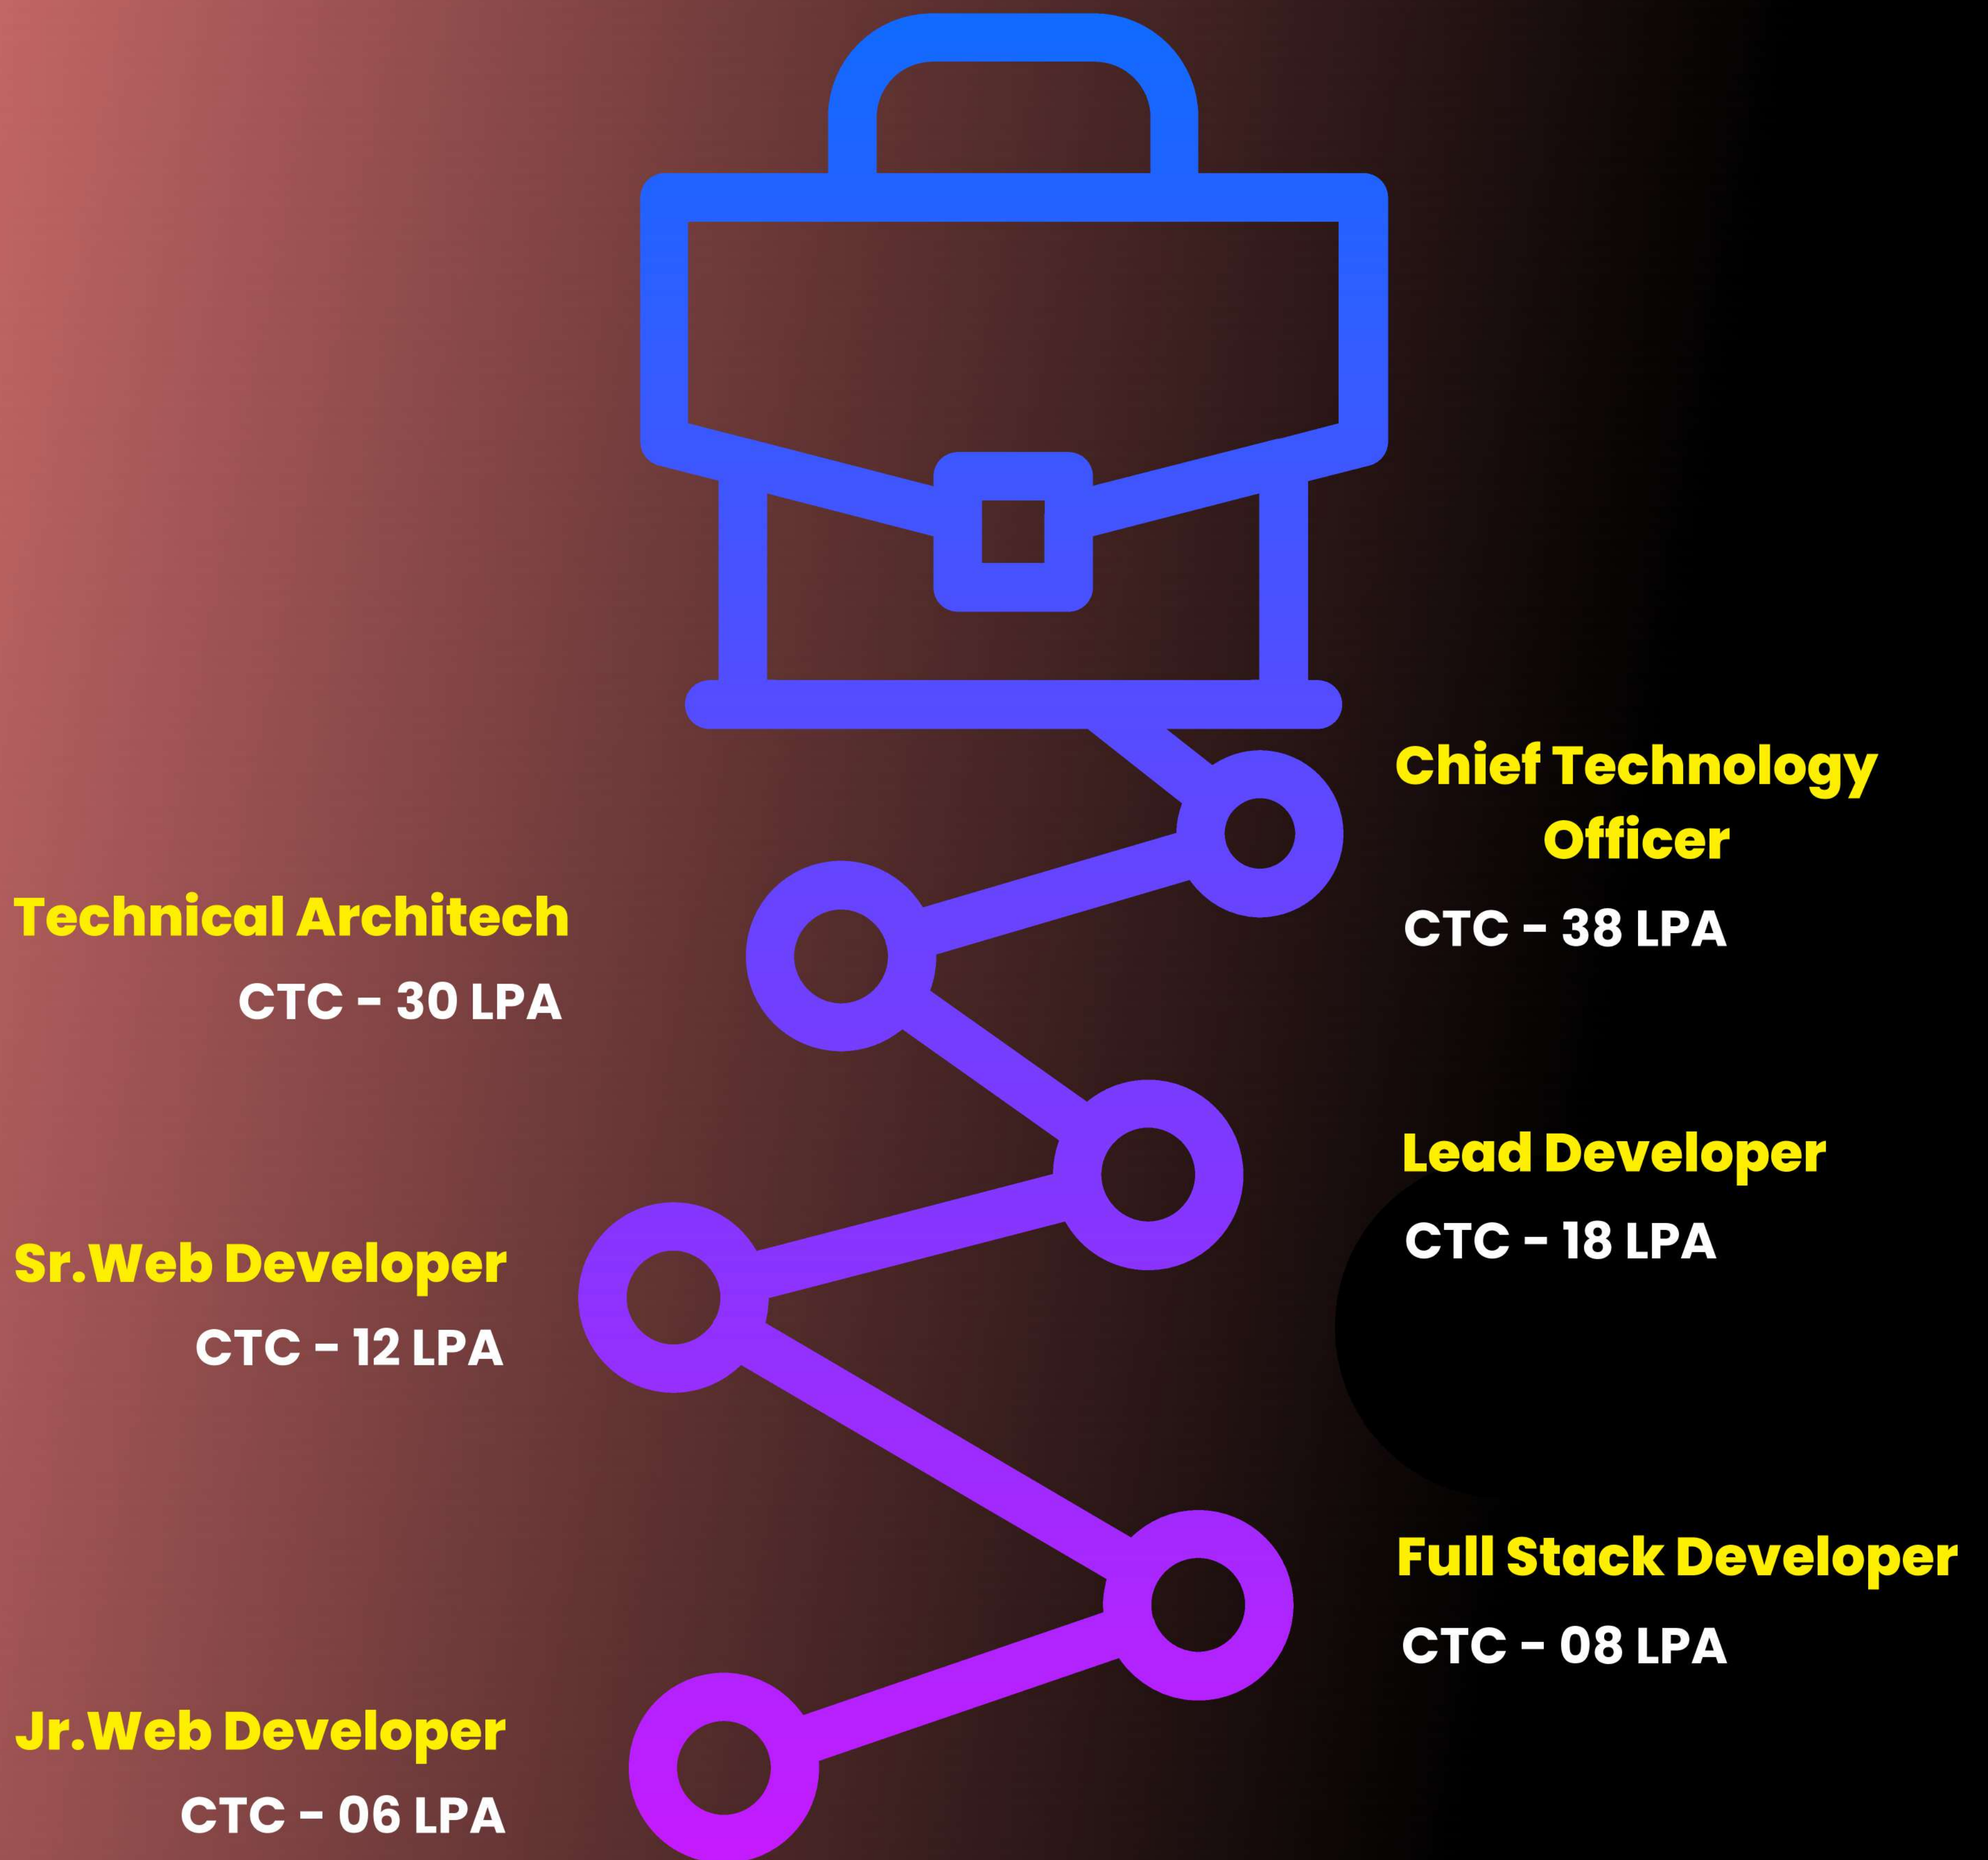 Chief Technology
Officer
CTC - 38 LPA
Technical Architech
CTC - 30 LPA
Lead Developer
CTC - 18 LPA
Sr.Web Developer
CTC - 12 LPA
Full Stack Developer
CTC - 08 LPA
Jr.Web Developer
CTC - 06 LPA